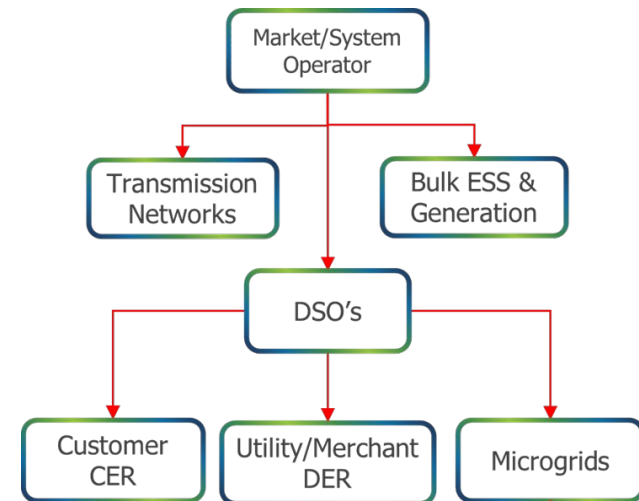 Market/System
Operator
Transmission
Networks
Bulk ESS &
Generation
DSO's
Customer
CER
Utility/Merchant
DER
Microgrids